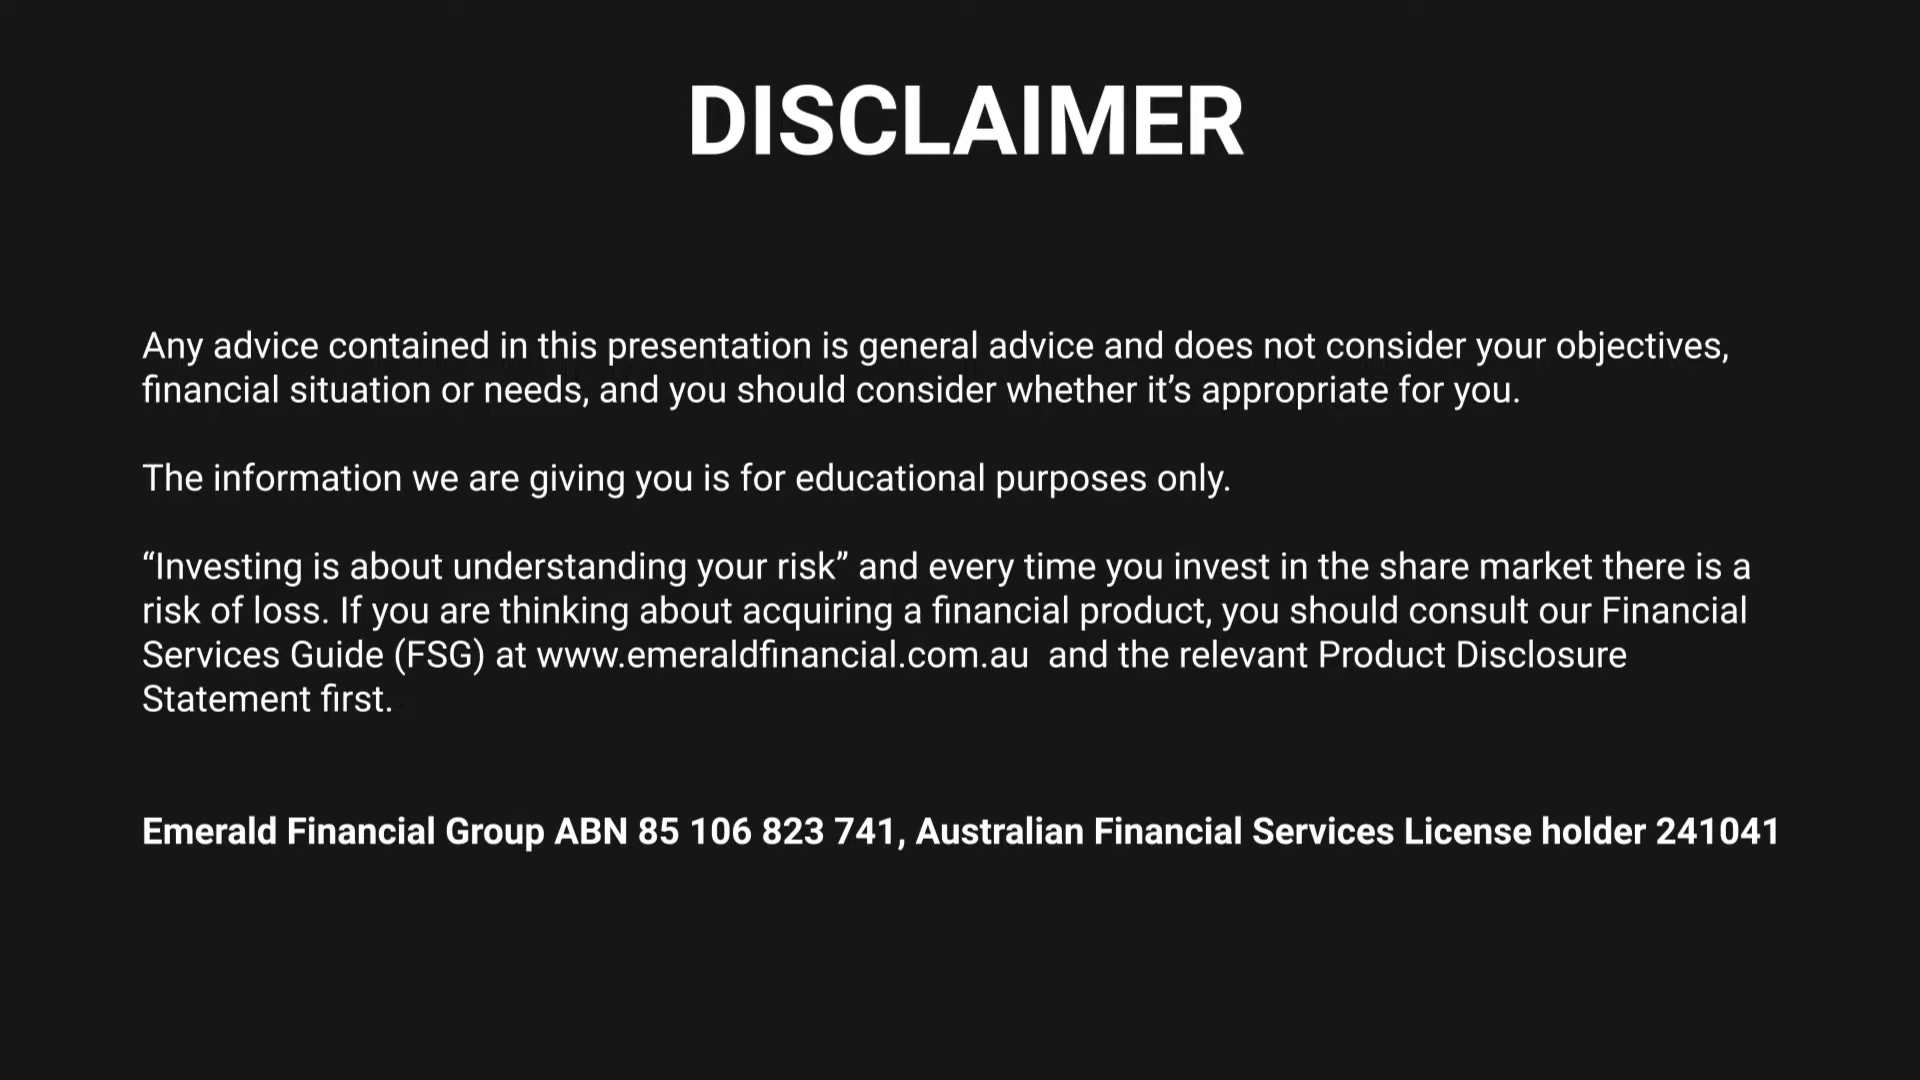 DISCLAIMER
Any advice contained in this presentation is general advice and does not consider your objectives,
financial situation or needs, and you should consider whether it’s appropriate for you.
The information we are giving you is for educational purposes only.
“Investing is about understanding your risk” and every time you invest in the share market there is a
risk of loss. If you are thinking about acquiring a financial product, you should consult our Financial
Services Guide (FSG) at www.emeraldfinancial.com.au  and the relevant Product Disclosure
Statement first.
Emerald Financial Group ABN 85 106 823 741, Australian Financial Services License holder 241041